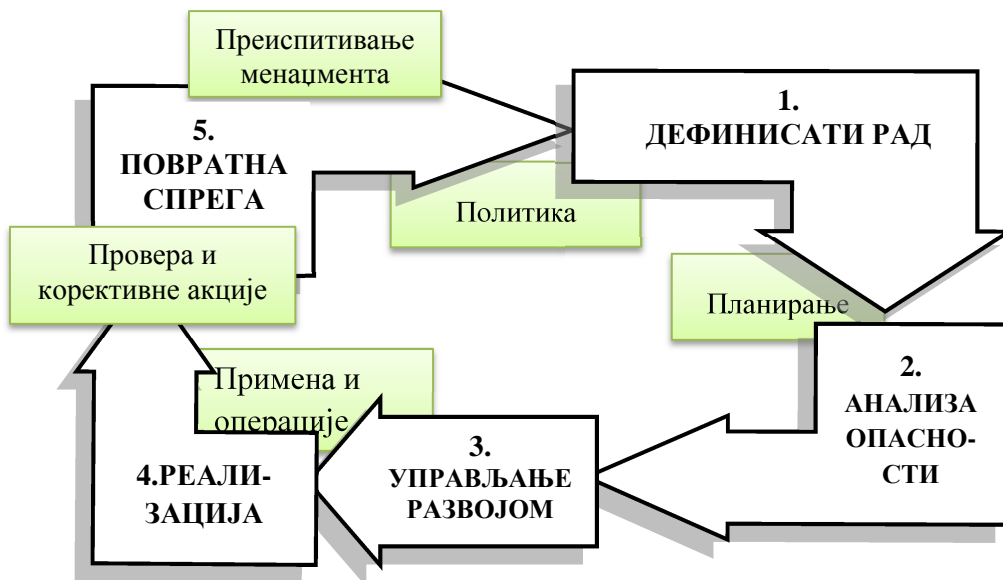 Преиспитивање
менаџмента
1.
ДЕФИНИСАТИ РАД
5.
ПОВРАТНА
СПРЕГА
Политика
Провера и
корективне акције
Планирање
2.
АНАЛИЗА
ОПАСНО-
СТИ
Примена и
операције
3.
УПРАВЉАЊЕ
РАЗВОЈОМ
4.РЕАЛИ-
ЗАЦИЈА